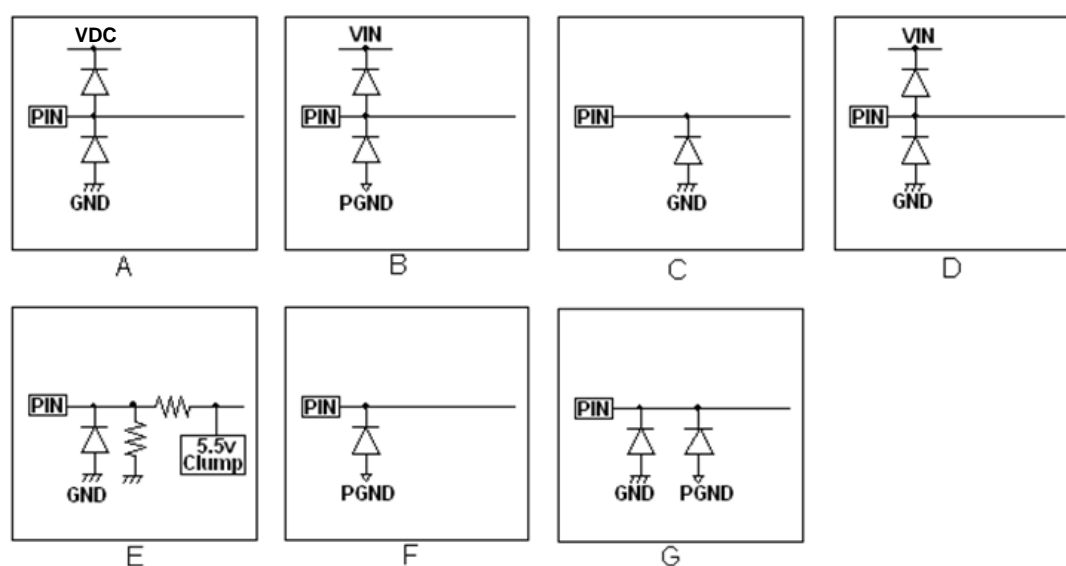 VDC
VIN
VIN
PIN
PIN
PIN
PIN
GND
PGND
GND
GND
A
B
C
D
PIN
PIN
PIN
5.5v
Clump
GND
PGND
GND
PGND
E
F
G